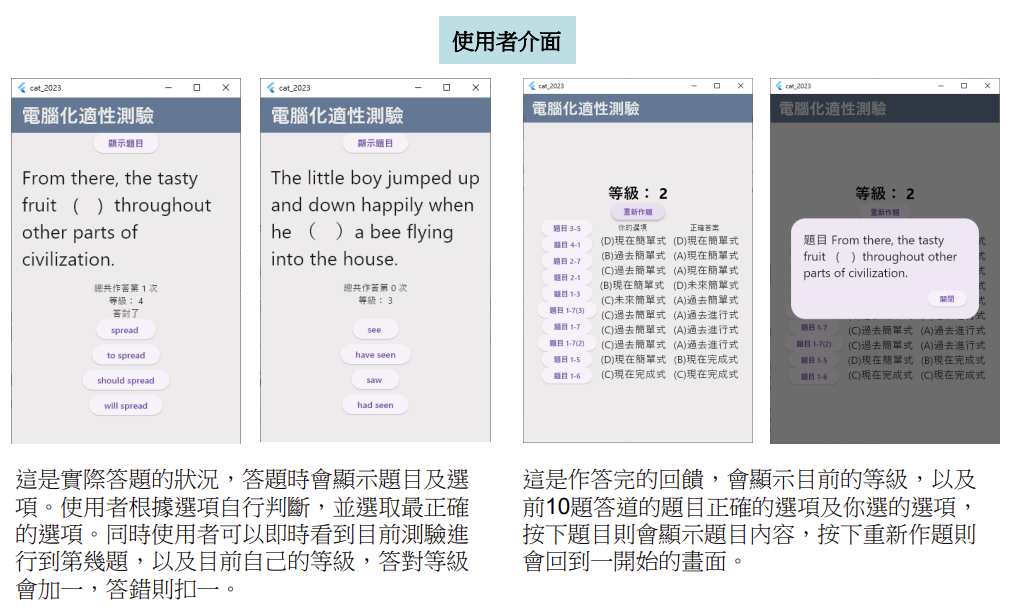 使用者介面
cat_2023
電腦化適性測驗
顯示題目
From there, the tasty
fruit （　）throughout
other parts of
civilization.
總共作答第 1 次
等級： 4
答對了
spread
to spread
should spread
will spread
cat_2023
電腦化適性測驗
顯示題目
The little boy jumped up
and down happily when
he （　）a bee flying
into the house.
總共作答第 0 次
等級： 3
see
have seen
saw
had seen
cat_2023
電腦化適性測驗
等級： 2
重新作題
你的選項 正確答案
題目 3-5 (D)現在簡單式 (D)現在簡單式
題目 4-1 (B)過去簡單式 (A)現在簡單式
題目 2-7 (C)過去簡單式 (A)現在簡單式
題目 2-1 (B)現在簡單式 (D)未來簡單式
題目 1-3 (C)未來簡單式 (A)過去簡單式
題目 1-7(3) (C)過去簡單式 (A)過去進行式
題目 1-7 (C)過去簡單式 (A)過去進行式
題目 1-7(2) (C)過去簡單式 (A)過去進行式
題目 1-5 (D)現在簡單式 (B)現在完成式
題目 1-6 (C)現在完成式 (C)現在完成式
cat_2023
電腦化適性測驗
等級： 2
重新作題
題目 From there, the tasty
fruit （　）throughout other
parts of civilization.
關閉
式
式
式
式
式
題目 1-7 (C)過去簡單式 (A)過去進行式
題目 1-7(2) (C)過去簡單式 (A)過去進行式
題目 1-5 (D)現在簡單式 (B)現在完成式
題目 1-6 (C)現在完成式 (C)現在完成式
這是實際答題的狀況，答題時會顯示題目及選
項。使用者根據選項自行判斷，並選取最正確
的選項。同時使用者可以即時看到目前測驗進
行到第幾題，以及目前自己的等級，答對等級
會加一，答錯則扣一。
這是作答完的回饋，會顯示目前的等級，以及
前10題答道的題目正確的選項及你選的選項，
按下題目則會顯示題目內容，按下重新作題則
會回到一開始的畫面。